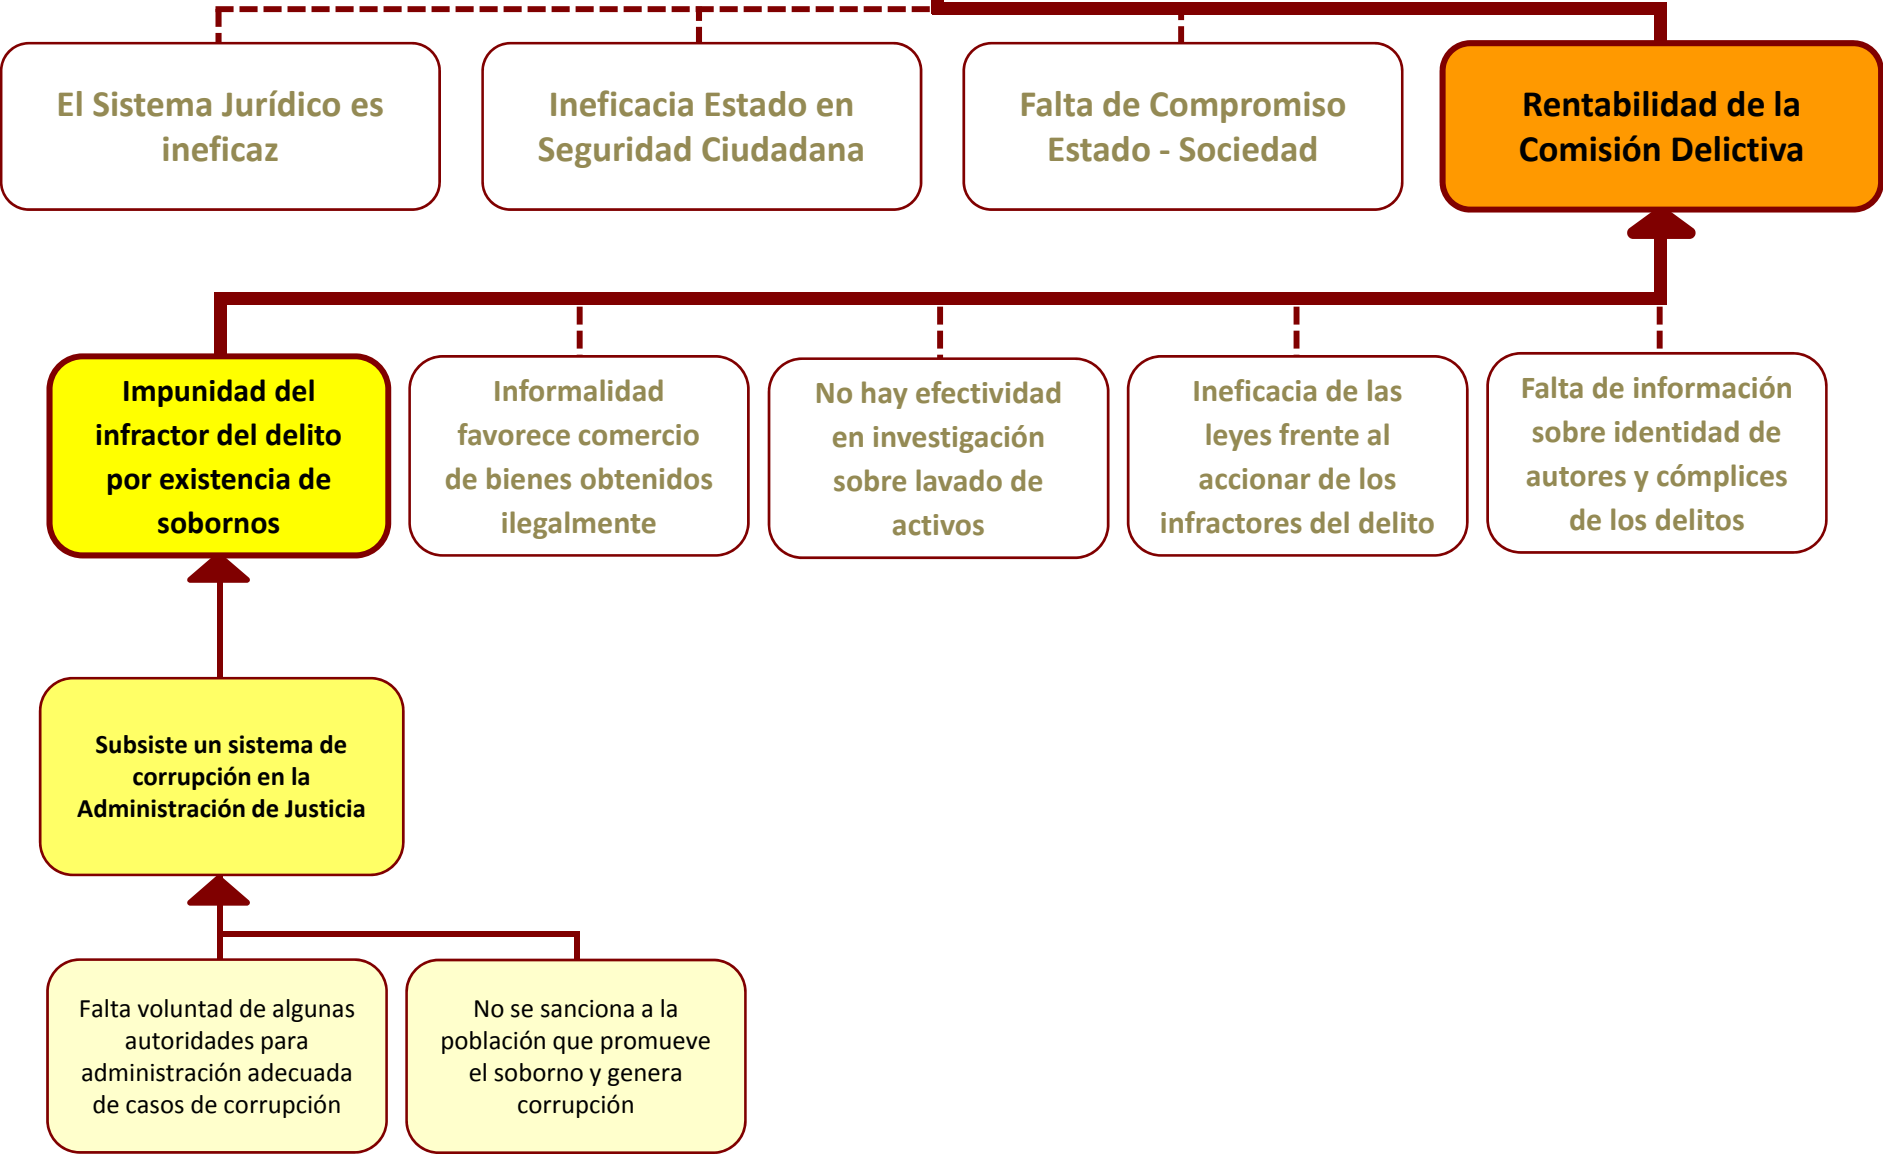 El Sistema Jurídico es
ineficaz
Ineficacia Estado en
Seguridad Ciudadana
Falta de Compromiso
Estado - Sociedad
Rentabilidad de la
Comisión Delictiva
Impunidad del
infractor del delito
por existencia de
sobornos
Informalidad
favorece comercio
de bienes obtenidos
ilegalmente
No hay efectividad
en investigación
sobre lavado de
activos
Ineficacia de las
leyes frente al
accionar de los
infractores del delito
Falta de información
sobre identidad de
autores y cómplices
de los delitos
Subsiste un sistema de
corrupción en la
Administración de Justicia
Falta voluntad de algunas
autoridades para
administración adecuada
de casos de corrupción
No se sanciona a la
población que promueve
el soborno y genera
corrupción